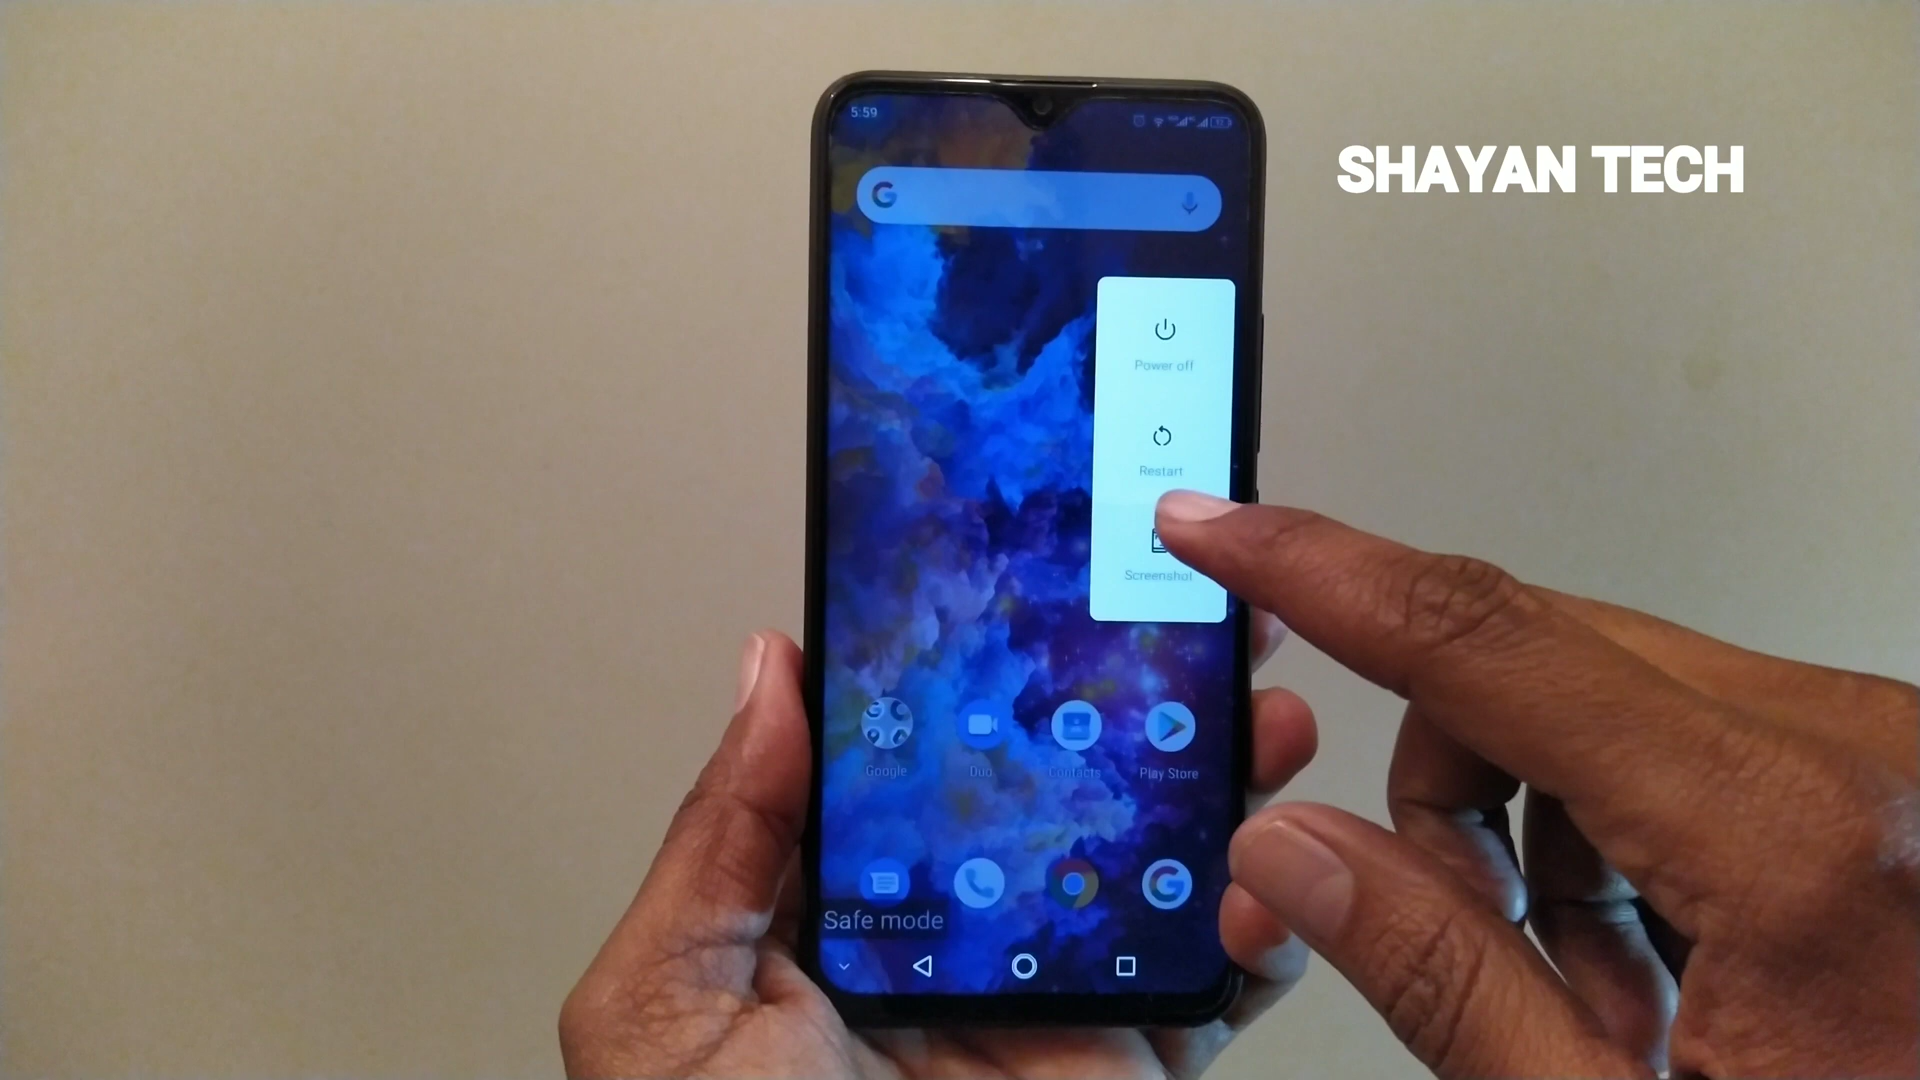 5:59
SHAYAN TECH
G
Power off
Restart
Screenshot
Google
Duo
Contacts
Play Store
G
Safe mode